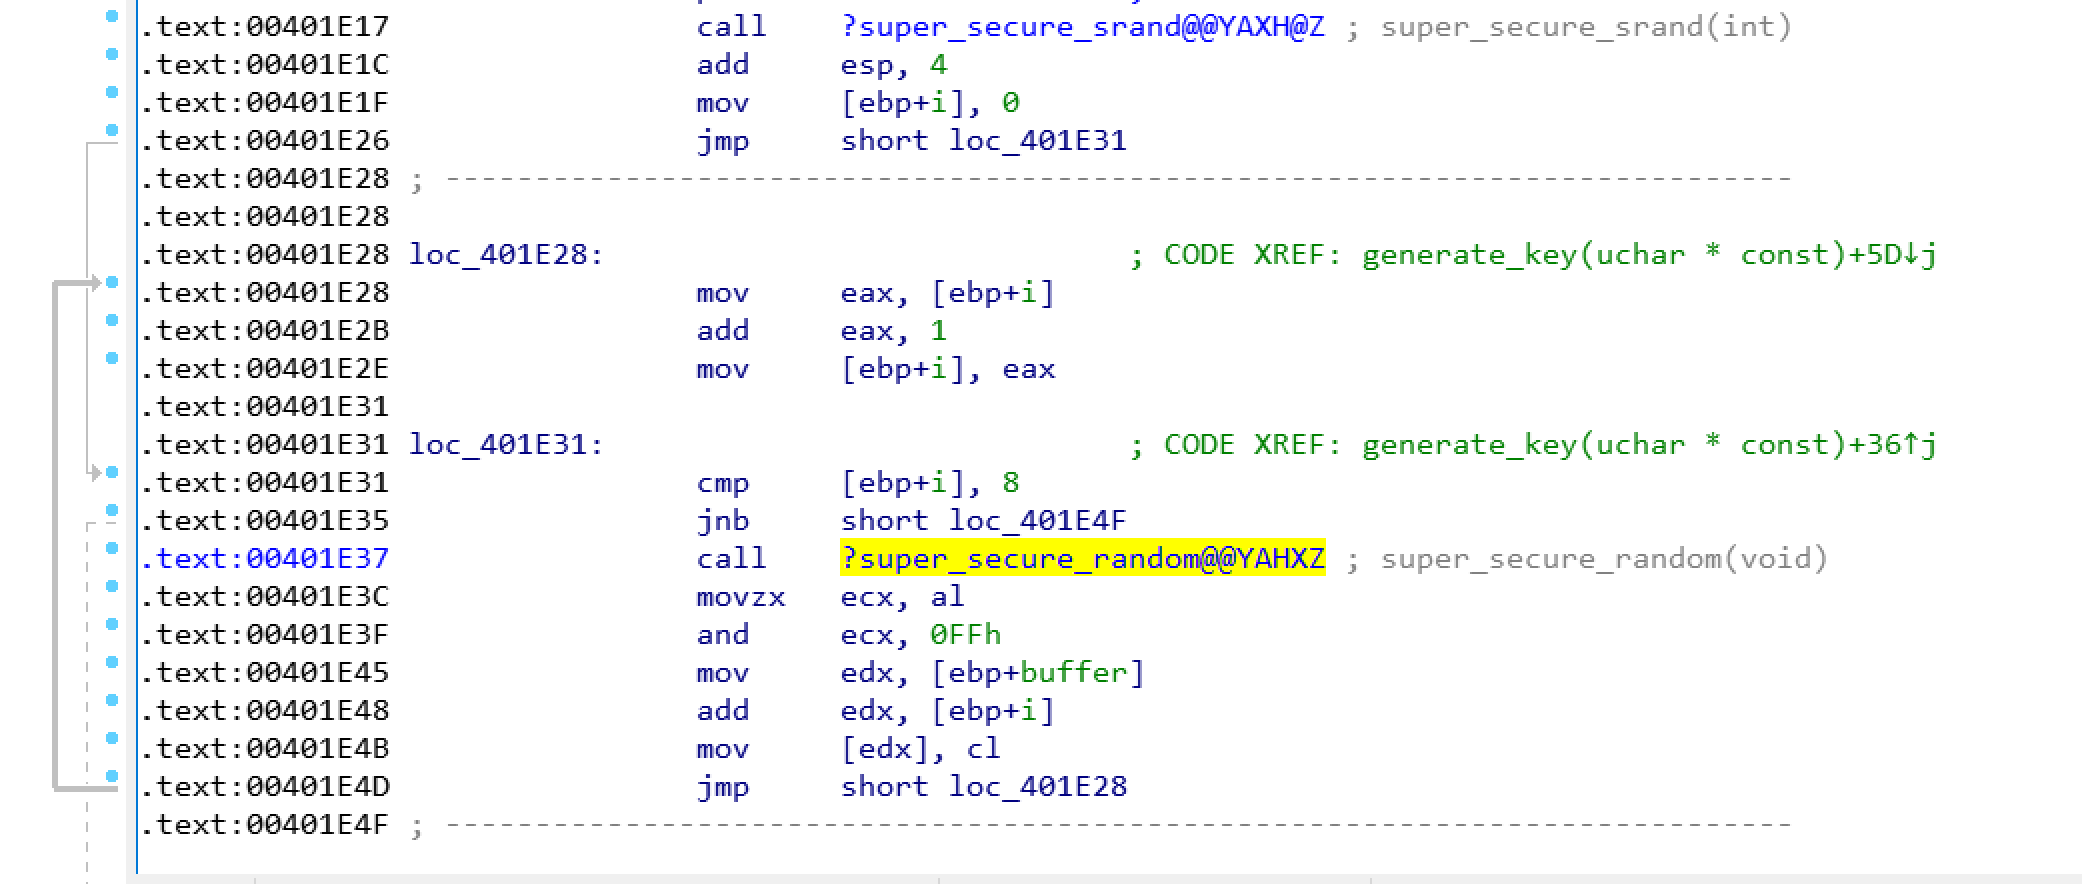 .text:00401E17 call ?super_secure_srand@@YAXH@Z ; super_secure_srand(int)
.text:00401E1C add esp, 4
.text:00401E1F mov [ebp+i], 0
.text:00401E26 jmp short loc_401E31
.text:00401E28 ; ---------------------------------------------------------------------------
.text:00401E28
.text:00401E28 loc_401E28: ; CODE XREF: generate_key(uchar * const)+5D↓j
.text:00401E28 mov eax, [ebp+i]
.text:00401E2B add eax, 1
.text:00401E2E mov [ebp+i], eax
.text:00401E31
.text:00401E31 loc_401E31: ; CODE XREF: generate_key(uchar * const)+36↑j
.text:00401E31 cmp [ebp+i], 8
.text:00401E35 jnb short loc_401E4F
.text:00401E37 call ?super_secure_random@@YAHXZ ; super_secure_random(void)
.text:00401E3C movzx ecx, al
.text:00401E3F and ecx, 0FFh
.text:00401E45 mov edx, [ebp+buffer]
.text:00401E48 add edx, [ebp+i]
.text:00401E4B mov [edx], cl
.text:00401E4D jmp short loc_401E28
.text:00401E4F ; ---------------------------------------------------------------------------